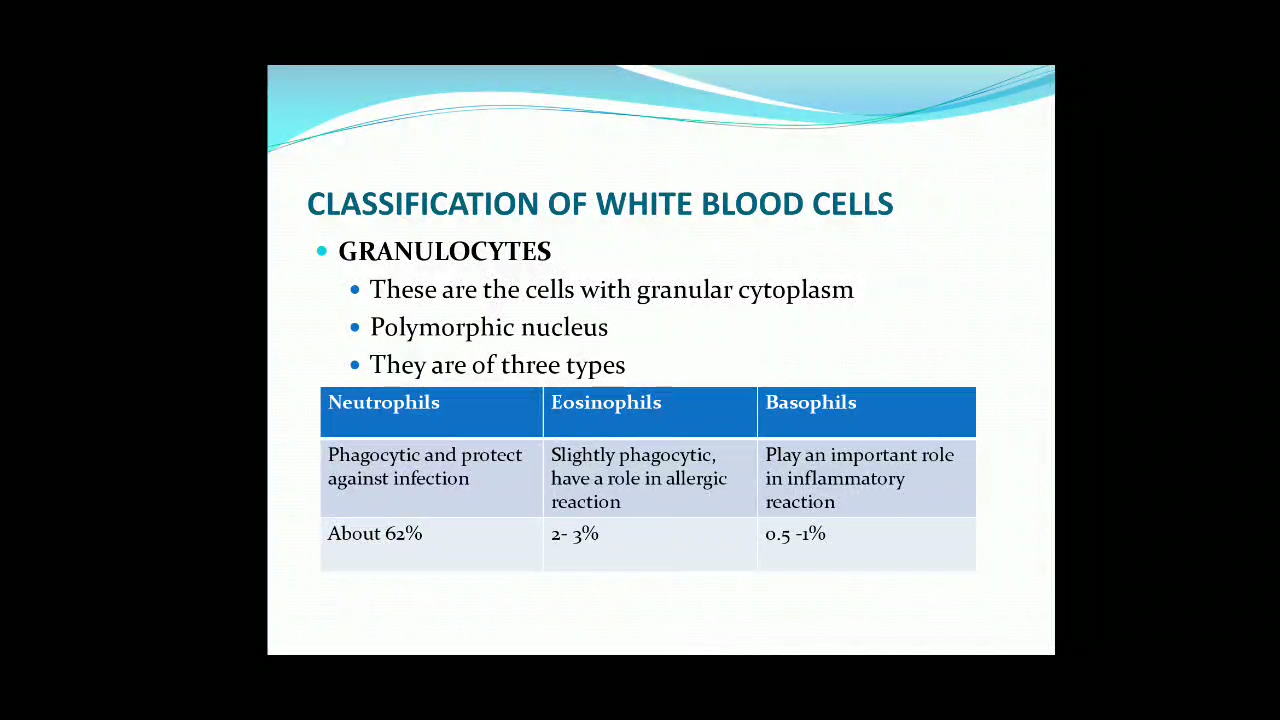 CLASSIFICATION OF WHITE BLOOD CELLS
GRANULOCYTES
These are the cells with granular cytoplasm
Polymorphic nucleus
They are of three types
Neutrophils Eosinophils Basophils
Phagocytic and protect
against infection
Slightly phagocytic,
have a role in allergic
reaction
Play an important role
in inflammatory
reaction
About 62% 2- 3% 0.5 -1%